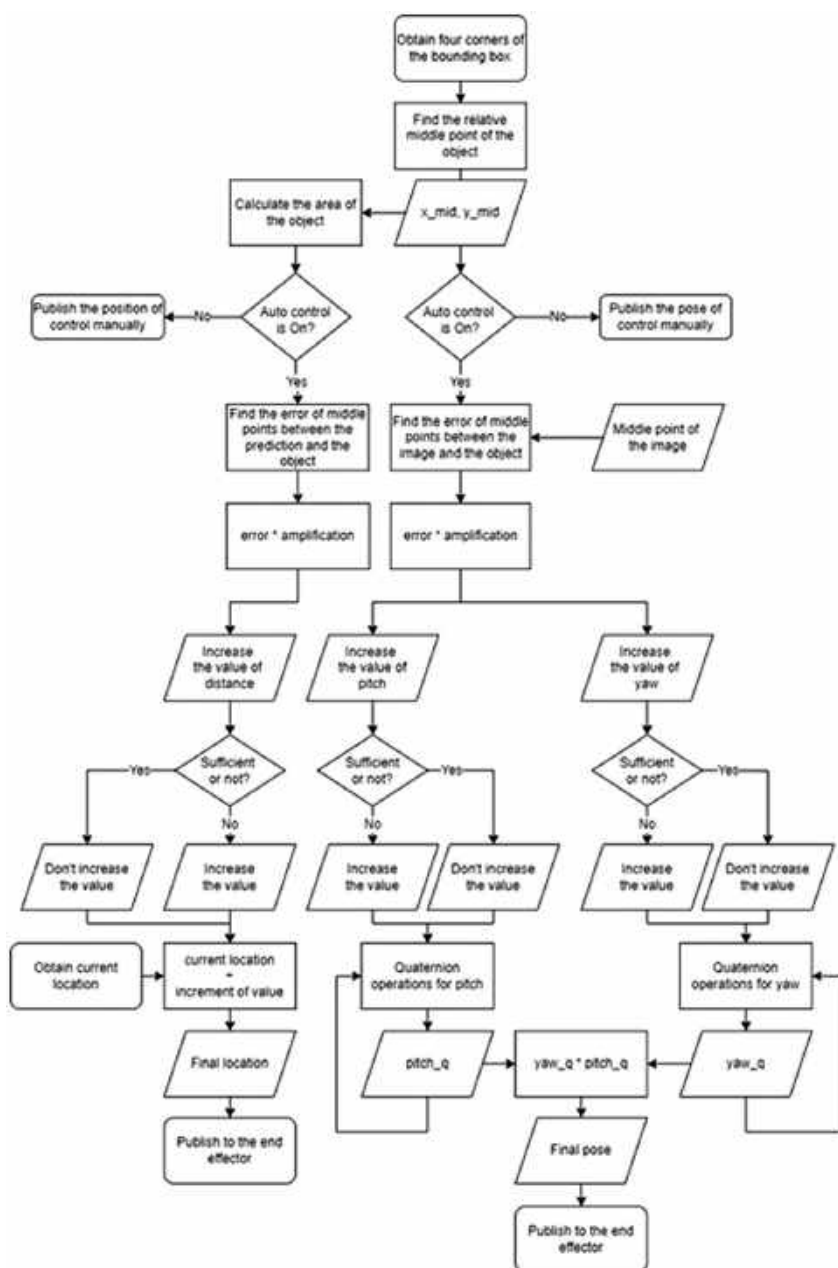 Obtain four corners
of the bounding box
Find the relative
middle point of the
object
Calculate the area of
the object
x_mid, y_mid
Publish the position of
control manually
No
Auto control
is On?
Auto control
is On?
No
Publish the pose of
control manually
Yes
Yes
Find the error of middle
points between the
prediction and the
object
Find the error of middle
points between the
image and the object
Middle point of
the image
error * amplification
error * amplification
Increase
the value of
distance
Increase
the value of
pitch
Increase
the value of
yaw
Yes
Sufficient
or not?
Sufficient
or not?
Yes
Sufficient
or not?
Yes
No
No
No
Don't increase
the value
Increase
the value
Increase
the value
Don't increase
the value
Increase
the value
Don't increase
the value
Obtain current
location
current location
increment of value
Quaternion
operations for pitch
Quaternion
operations for yaw
Final location
pitch_q
yaw_q * pitch_q
yaw_q
Publish to the end
effector
Final pose
Publish to the end
effector